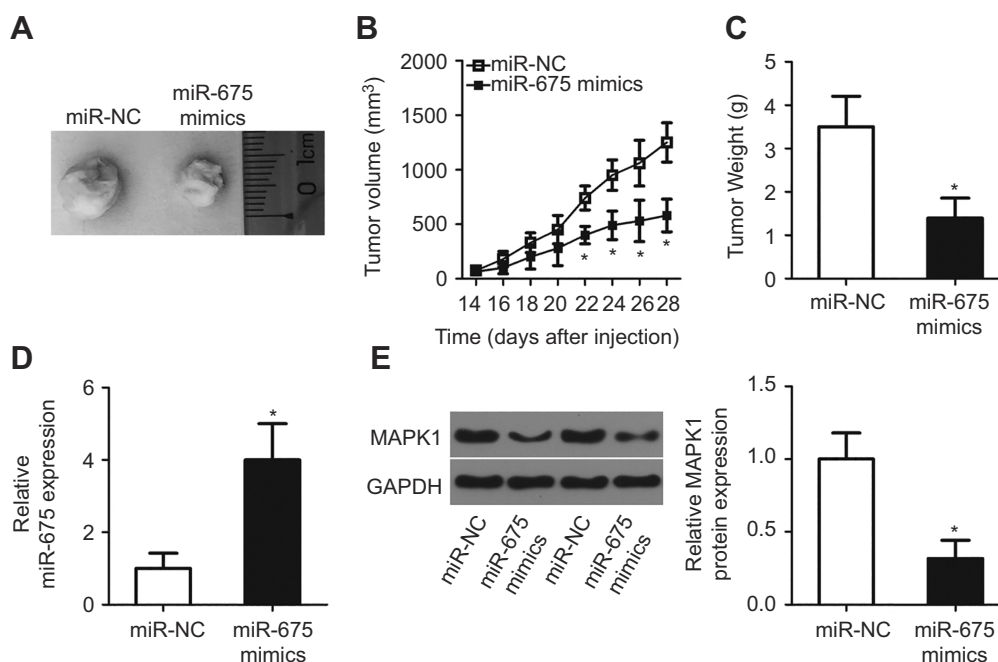 A
miR-NC
miR-675
mimics
0 1cm
B
Tumor volume (mm³)
2000
1500
1000
500
0
miR-NC
miR-675 mimics
* * * *
14 16 18 20 22 24 26 28
Time (days after injection)
C
Tumor Weight (g)
5
4
3
2
1
0
*
miR-NC
miR-675
mimics
D
Relative
miR-675 expression
6
4
2
0
*
miR-NC
miR-675
mimics
E
MAPK1
GAPDH
miR-NC
miR-675
mimics
miR-NC
miR-675
mimics
Relative MAPK1
protein expression
1.5
1.0
0.5
0.0
*
miR-NC
miR-675
mimics